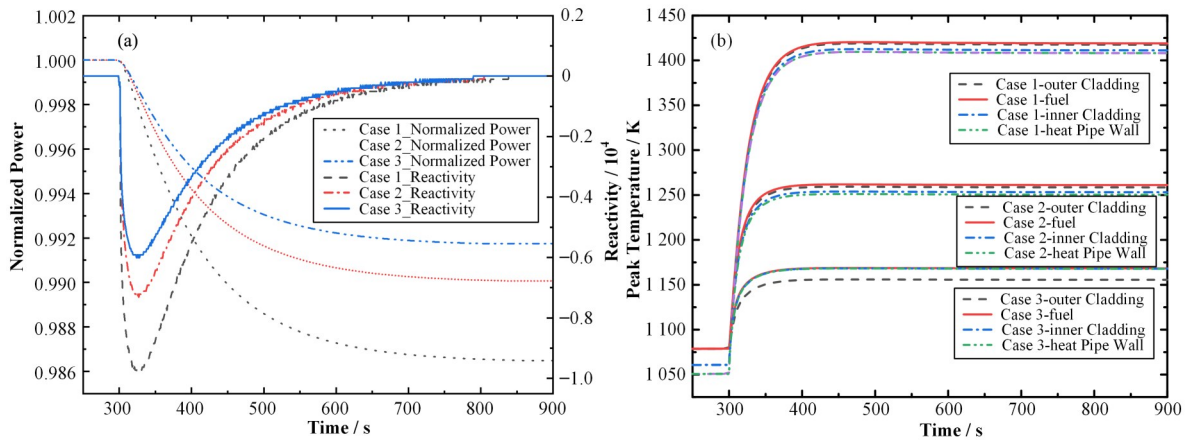 (a)
1.002
1.000
0.998
0.996
0.994
0.992
0.990
0.988
0.986
Normalized Power
300 400 500 600 700 800 900
Time / s
0.2
0
−0.2
−0.4
−0.6
−0.8
−1.0
Reactivity / 10⁴
Case 1_Normalized Power
Case 2_Normalized Power
Case 3_Normalized Power
Case 1_Reactivity
Case 2_Reactivity
Case 3_Reactivity
(b)
1 450
1 400
1 350
1 300
1 250
1 200
1 150
1 100
1 050
Peak Temperature / K
300 400 500 600 700 800 900
Time / s
Case 1-outer Cladding
Case 1-fuel
Case 1-inner Cladding
Case 1-heat Pipe Wall
Case 2-outer Cladding
Case 2-fuel
Case 2-inner Cladding
Case 2-heat Pipe Wall
Case 3-outer Cladding
Case 3-fuel
Case 3-inner Cladding
Case 3-heat Pipe Wall